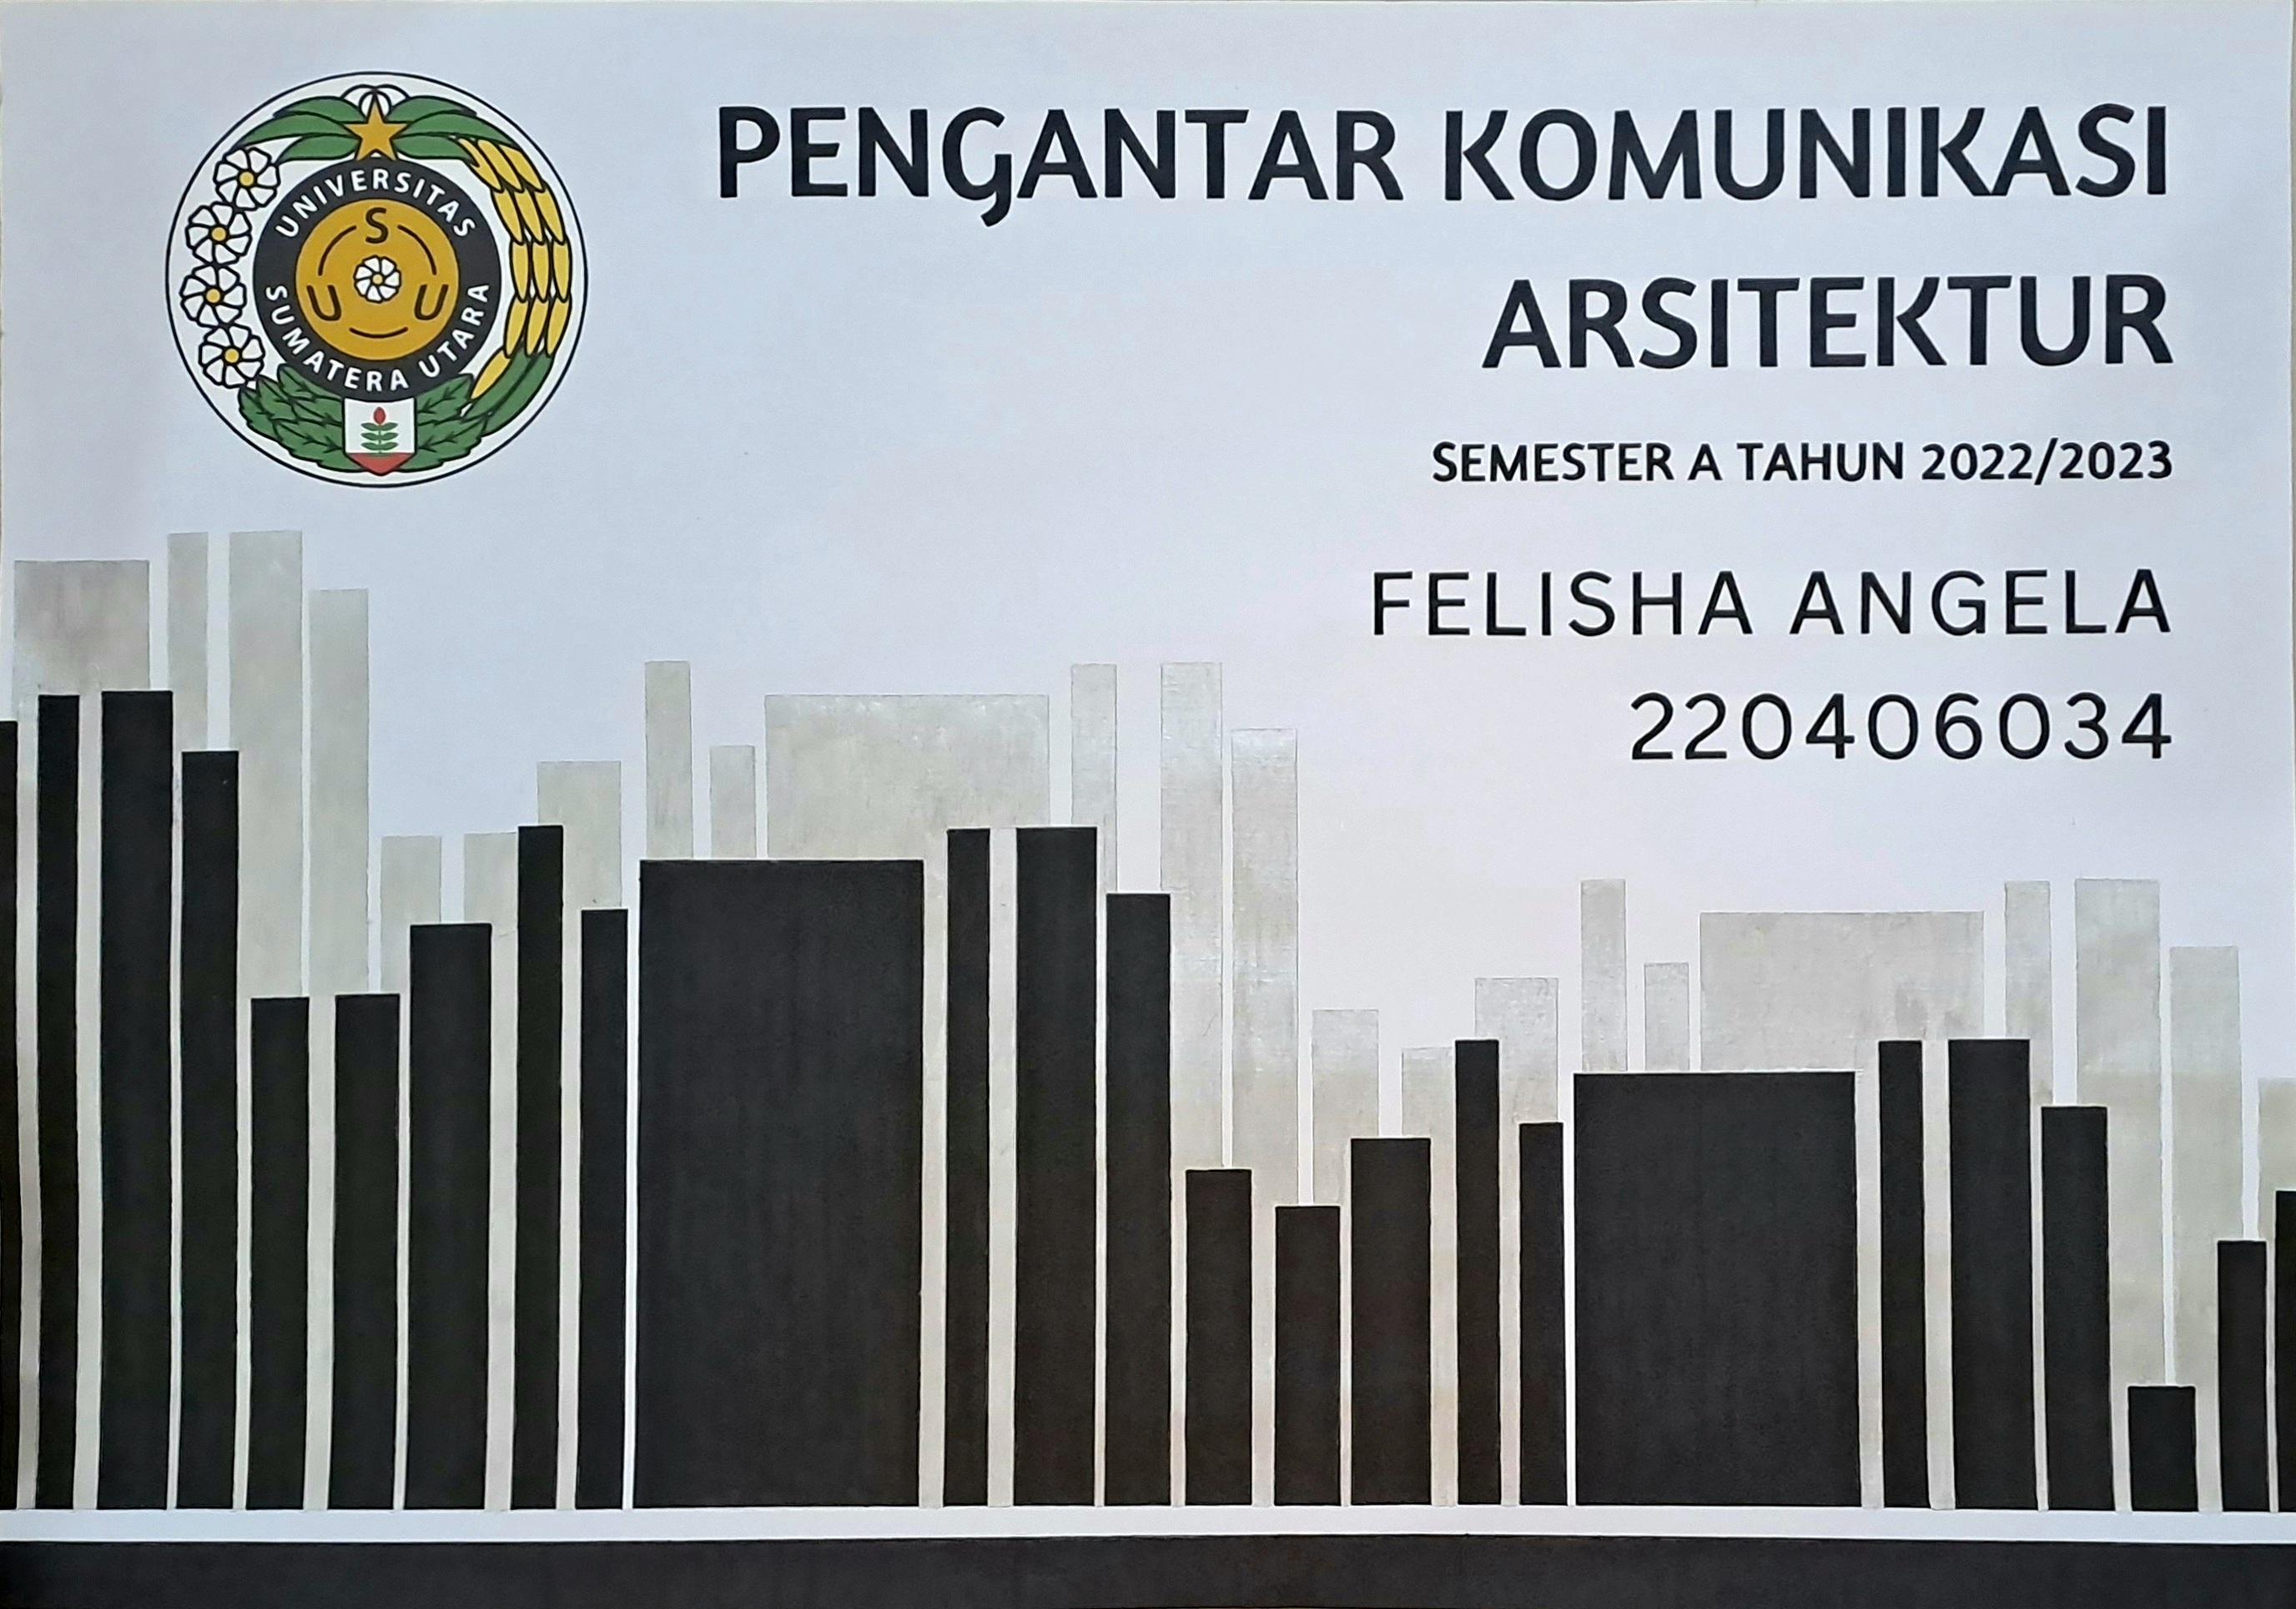 UNIVERSITAS
SUMATERA UTARA
S
U U
PENGANTAR KOMUNIKASI
ARSITEKTUR
SEMESTER A TAHUN 2022/2023
FELISHA ANGELA
220406034